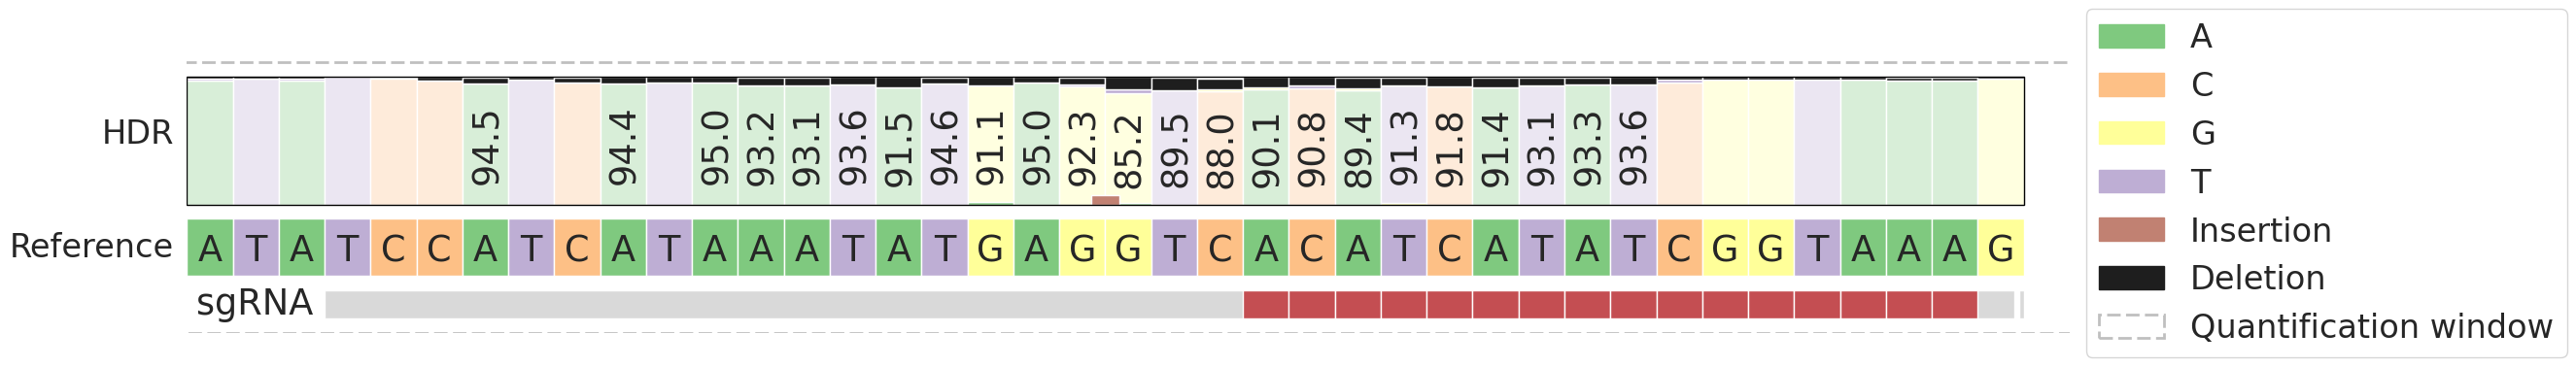 HDR 94.5 94.4 95.0 93.2 93.1 93.6 91.5 94.6 91.1 95.0 92.3 85.2 89.5 88.0 90.1 90.8 89.4 91.3 91.8 91.4 93.1 93.3 93.6
Reference A T A T C C A T C A T A A A T A T G A G G T C A C A T C A T A T C G G T A A A G
sgRNA
A
C
G
T
Insertion
Deletion
Quantification window